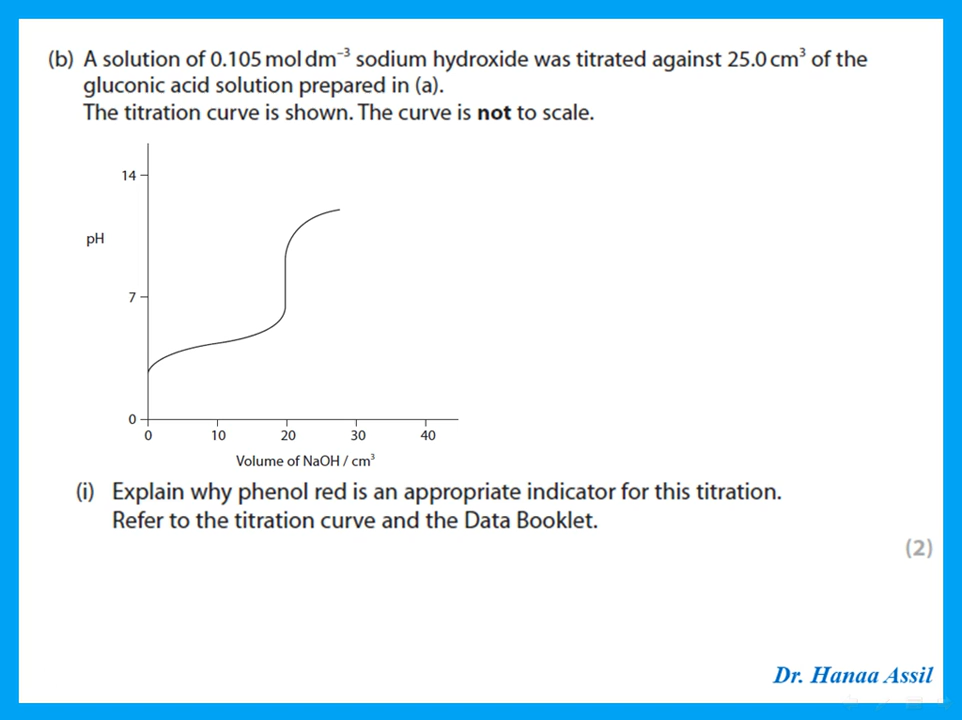 (b) A solution of 0.105 mol dm⁻³ sodium hydroxide was titrated against 25.0 cm³ of the
gluconic acid solution prepared in (a).
The titration curve is shown. The curve is not to scale.
14
pH
7
0
0 10 20 30 40
Volume of NaOH / cm³
(i) Explain why phenol red is an appropriate indicator for this titration.
Refer to the titration curve and the Data Booklet.
(2)
Dr. Hanaa Assil